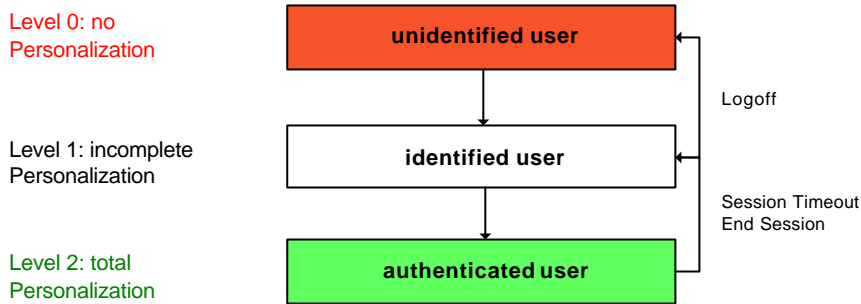 Level 0: no
Personalization
unidentified user
Logoff
Level 1: incomplete
Personalization
identified user
Session Timeout
End Session
Level 2: total
Personalization
authenticated user